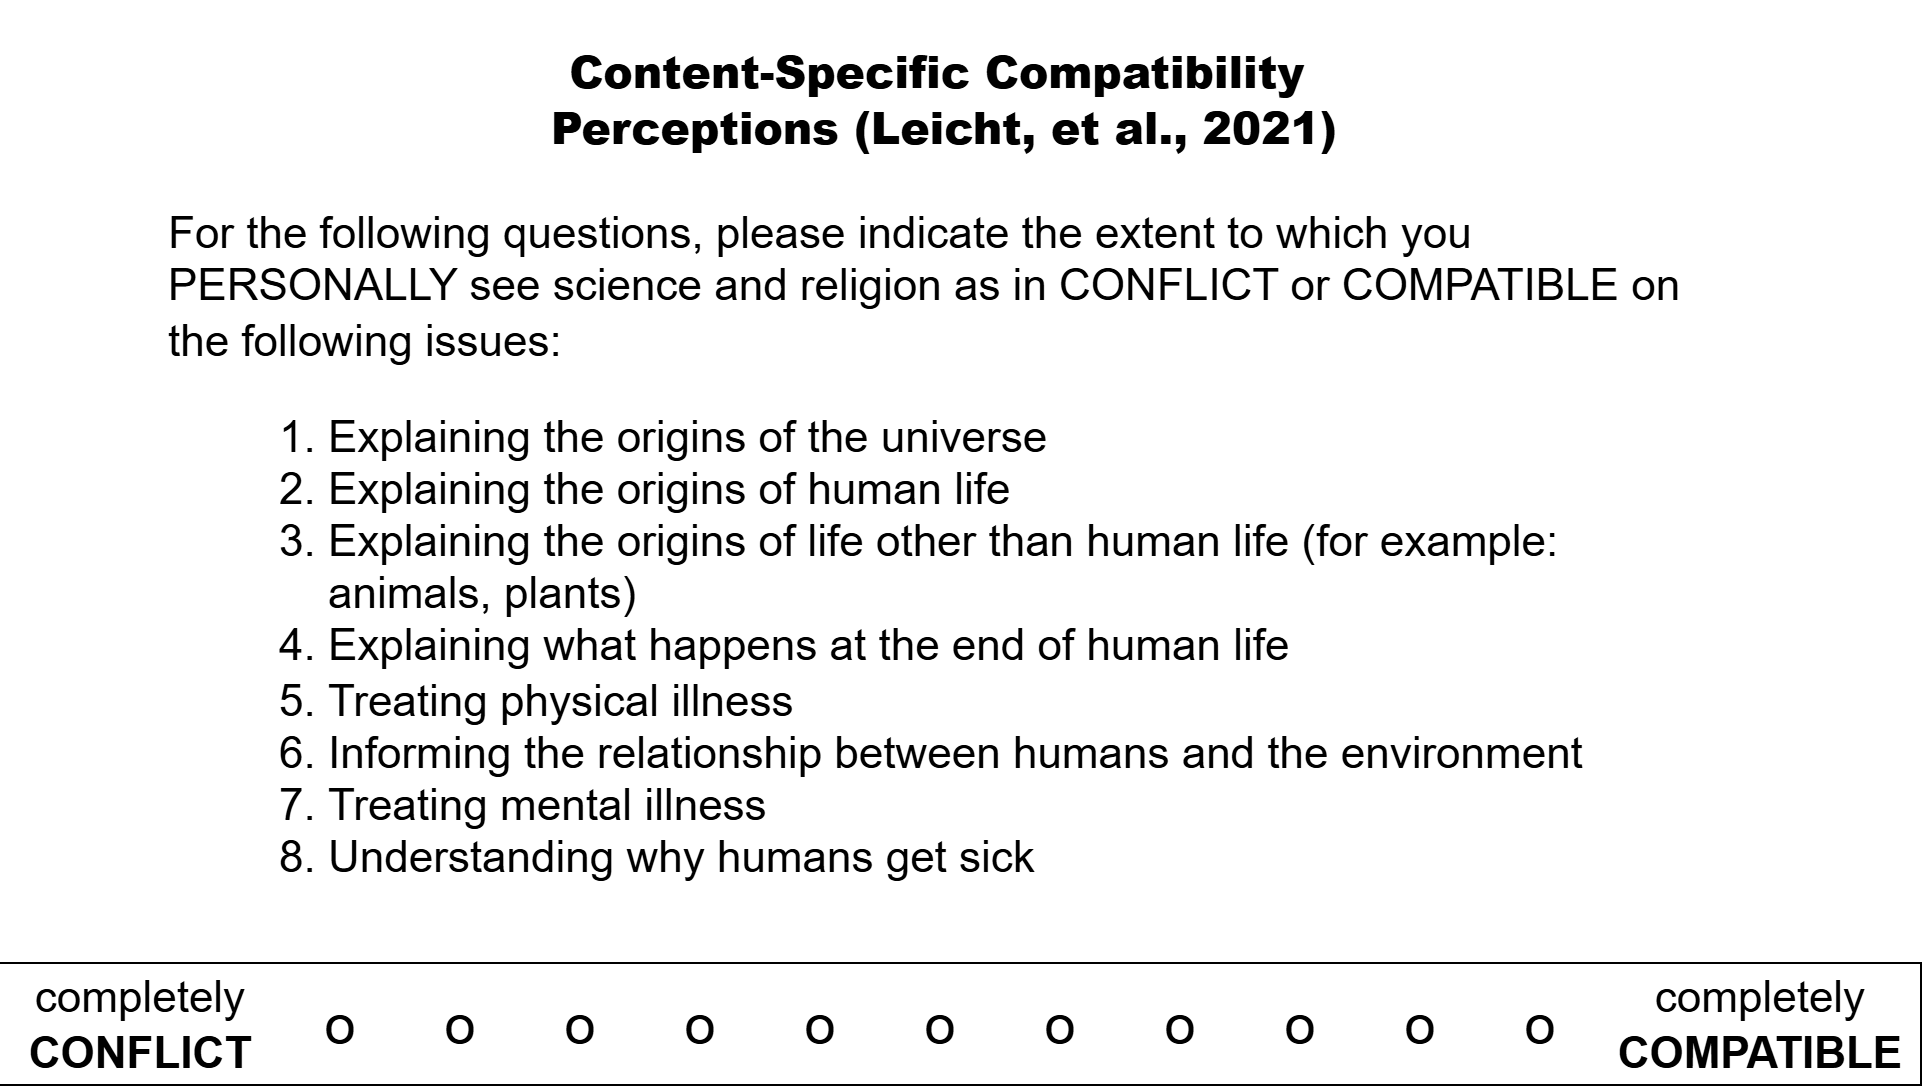 Content-Specific Compatibility
Perceptions (Leicht, et al., 2021)
For the following questions, please indicate the extent to which you
PERSONALLY see science and religion as in CONFLICT or COMPATIBLE on
the following issues:
1. Explaining the origins of the universe
2. Explaining the origins of human life
3. Explaining the origins of life other than human life (for example:
animals, plants)
4. Explaining what happens at the end of human life
5. Treating physical illness
6. Informing the relationship between humans and the environment
7. Treating mental illness
8. Understanding why humans get sick
completely
CONFLICT
o o o o o o o o o o o
completely
COMPATIBLE